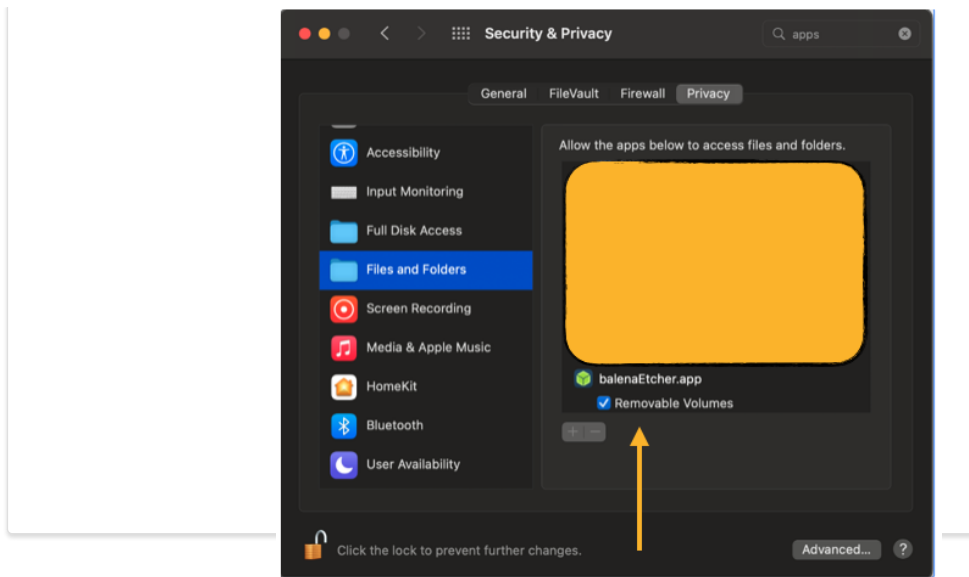 Security & Privacy
apps
General FileVault Firewall Privacy
Accessibility
Input Monitoring
Full Disk Access
Files and Folders
Screen Recording
Media & Apple Music
HomeKit
Bluetooth
User Availability
Allow the apps below to access files and folders.
balenaEtcher.app
Removable Volumes
+ −
Click the lock to prevent further changes.
Advanced... ?